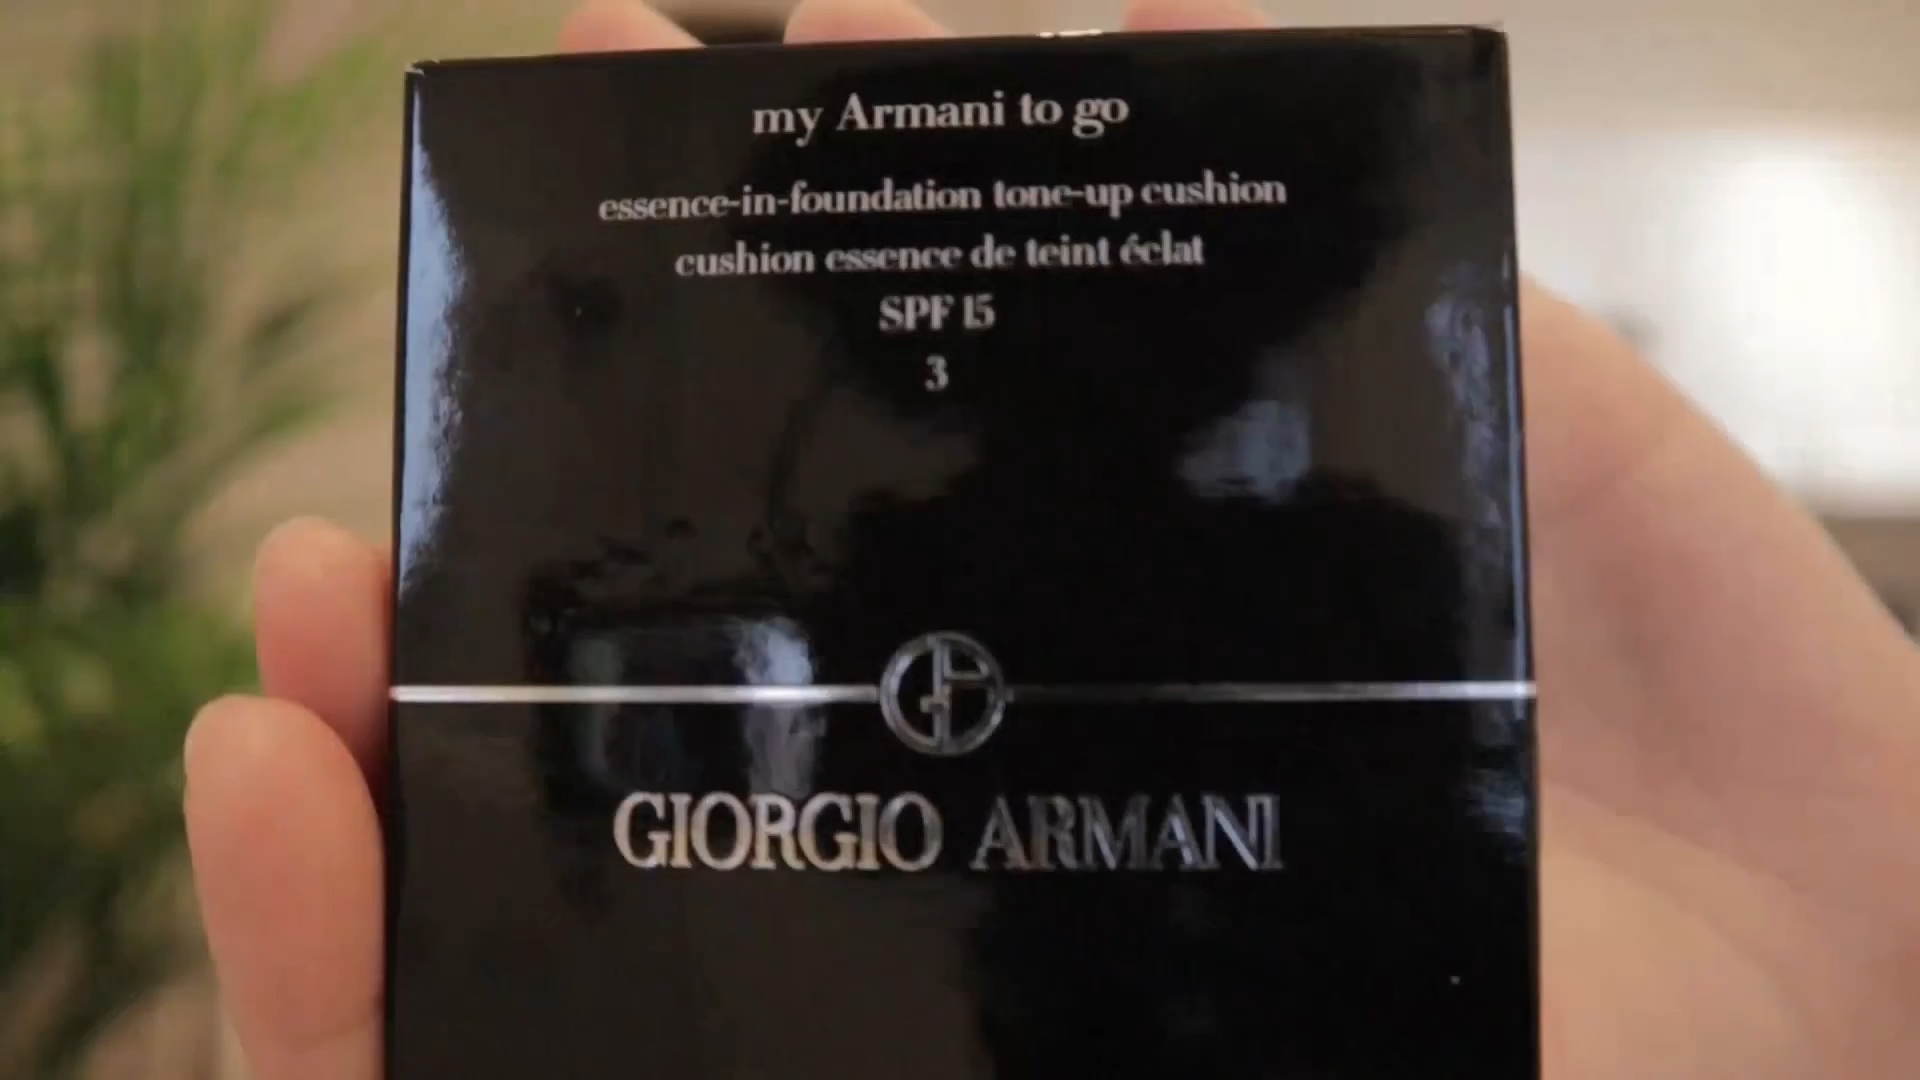 my Armani to go
essence-in-foundation tone-up cushion
cushion essence de teint éclat
SPF 15
3
GIORGIO ARMANI